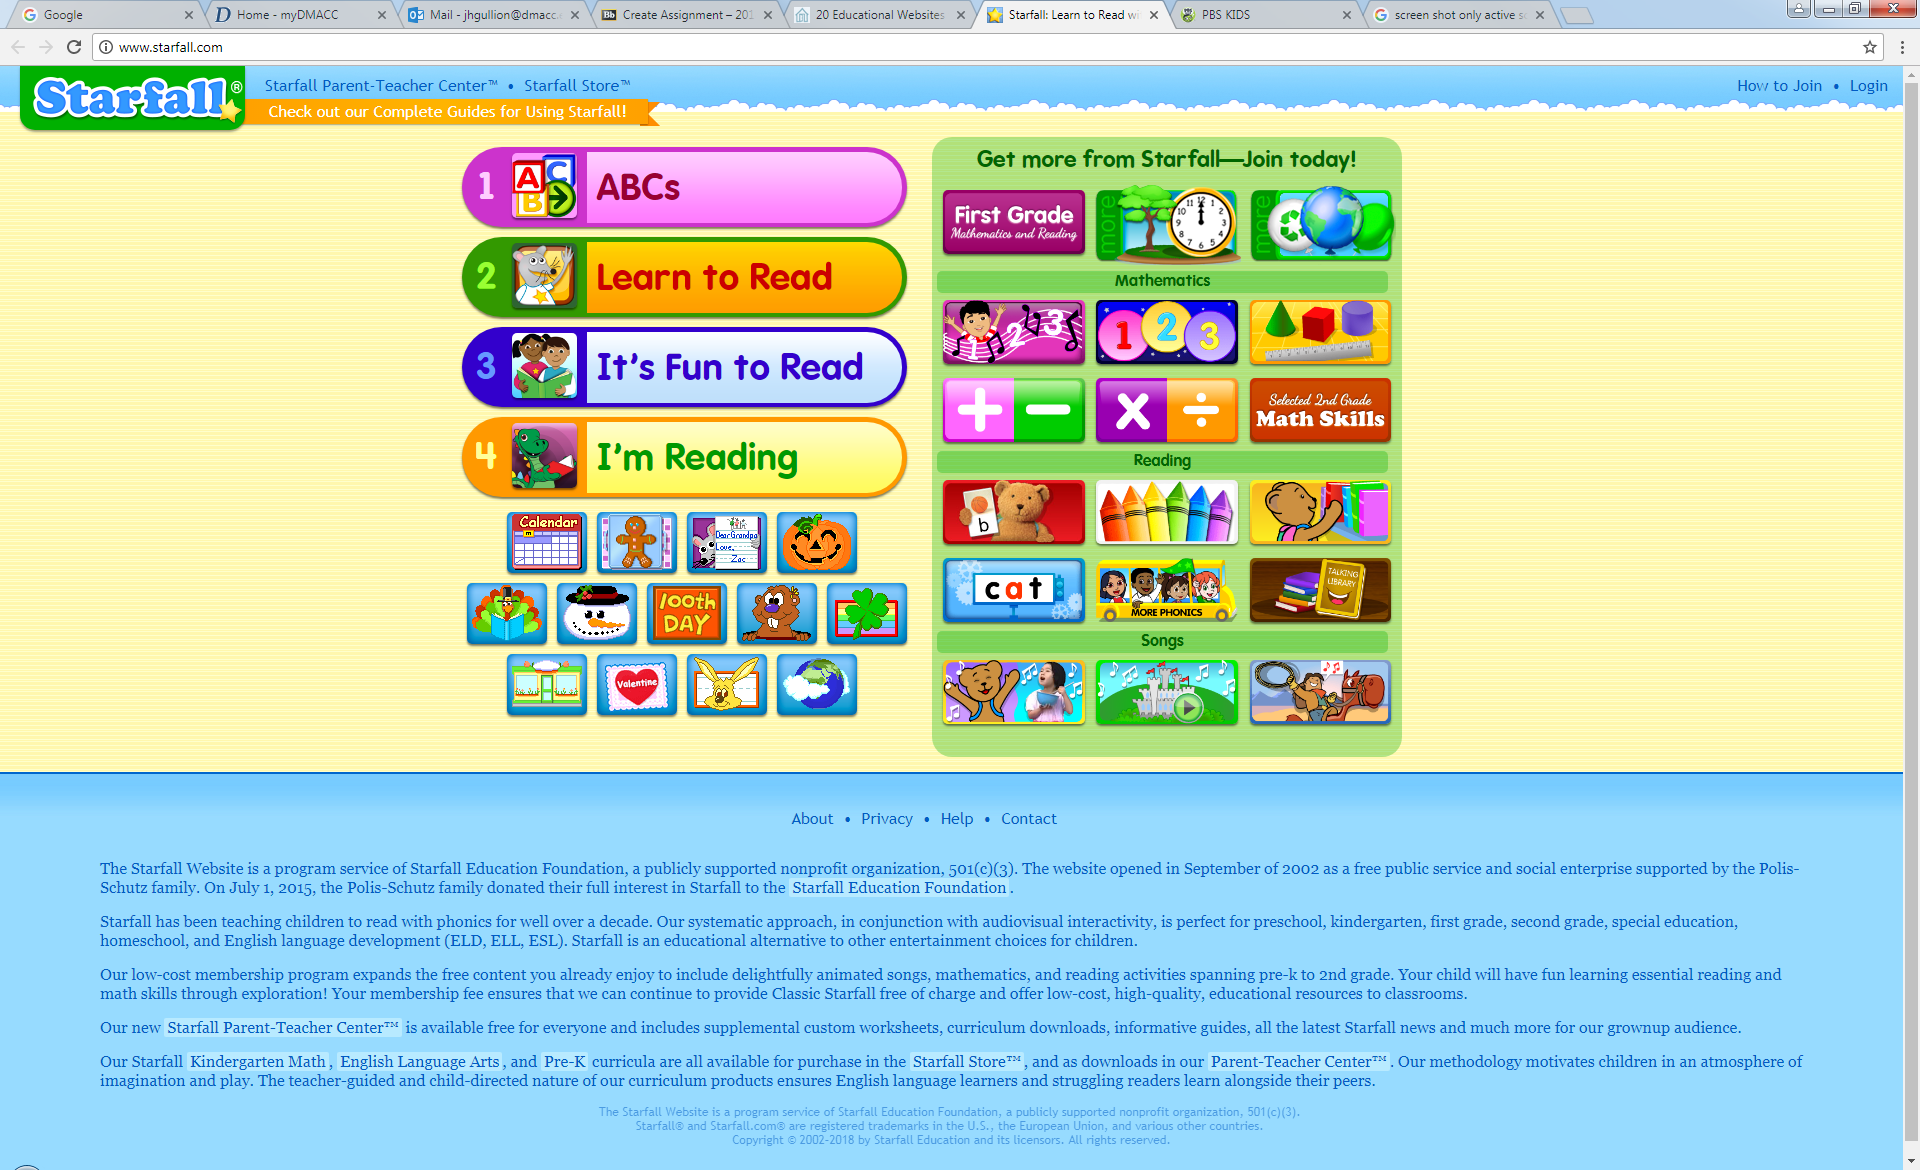 Google
Home - myDMACC
Mail - jhgullion@dmacc.
Create Assignment – 201
20 Educational Websites
Starfall: Learn to Read wi
PBS KIDS
screen shot only active s
www.starfall.com
Starfall®
Starfall Parent-Teacher Center™ • Starfall Store™
How to Join • Login
Check out our Complete Guides for Using Starfall!
1 ABC ABCs
2 Learn to Read
3 It's Fun to Read
4 I'm Reading
Calendar
Dear Grandpa
Love,
Zac
100th
DAY
Valentine
Get more from Starfall—Join today!
First Grade
Mathematics and Reading
more
more
Mathematics
1 2 3
1 2 3
+ − × ÷
Selected 2nd Grade
Math Skills
Reading
b
cat
MORE PHONICS
TALKING
LIBRARY
Songs
About • Privacy • Help • Contact
The Starfall Website is a program service of Starfall Education Foundation, a publicly supported nonprofit organization, 501(c)(3). The website opened in September of 2002 as a free public service and social enterprise supported by the Polis-
Schutz family. On July 1, 2015, the Polis-Schutz family donated their full interest in Starfall to the Starfall Education Foundation.
Starfall has been teaching children to read with phonics for well over a decade. Our systematic approach, in conjunction with audiovisual interactivity, is perfect for preschool, kindergarten, first grade, second grade, special education,
homeschool, and English language development (ELD, ELL, ESL). Starfall is an educational alternative to other entertainment choices for children.
Our low-cost membership program expands the free content you already enjoy to include delightfully animated songs, mathematics, and reading activities spanning pre-k to 2nd grade. Your child will have fun learning essential reading and
math skills through exploration! Your membership fee ensures that we can continue to provide Classic Starfall free of charge and offer low-cost, high-quality, educational resources to classrooms.
Our new Starfall Parent-Teacher Center™ is available free for everyone and includes supplemental custom worksheets, curriculum downloads, informative guides, all the latest Starfall news and much more for our grownup audience.
Our Starfall Kindergarten Math, English Language Arts, and Pre-K curricula are all available for purchase in the Starfall Store™, and as downloads in our Parent-Teacher Center™. Our methodology motivates children in an atmosphere of
imagination and play. The teacher-guided and child-directed nature of our curriculum products ensures English language learners and struggling readers learn alongside their peers.
The Starfall Website is a program service of Starfall Education Foundation, a publicly supported nonprofit organization, 501(c)(3).
Starfall® and Starfall.com® are registered trademarks in the U.S., the European Union, and various other countries.
Copyright © 2002-2018 by Starfall Education and its licensors. All rights reserved.